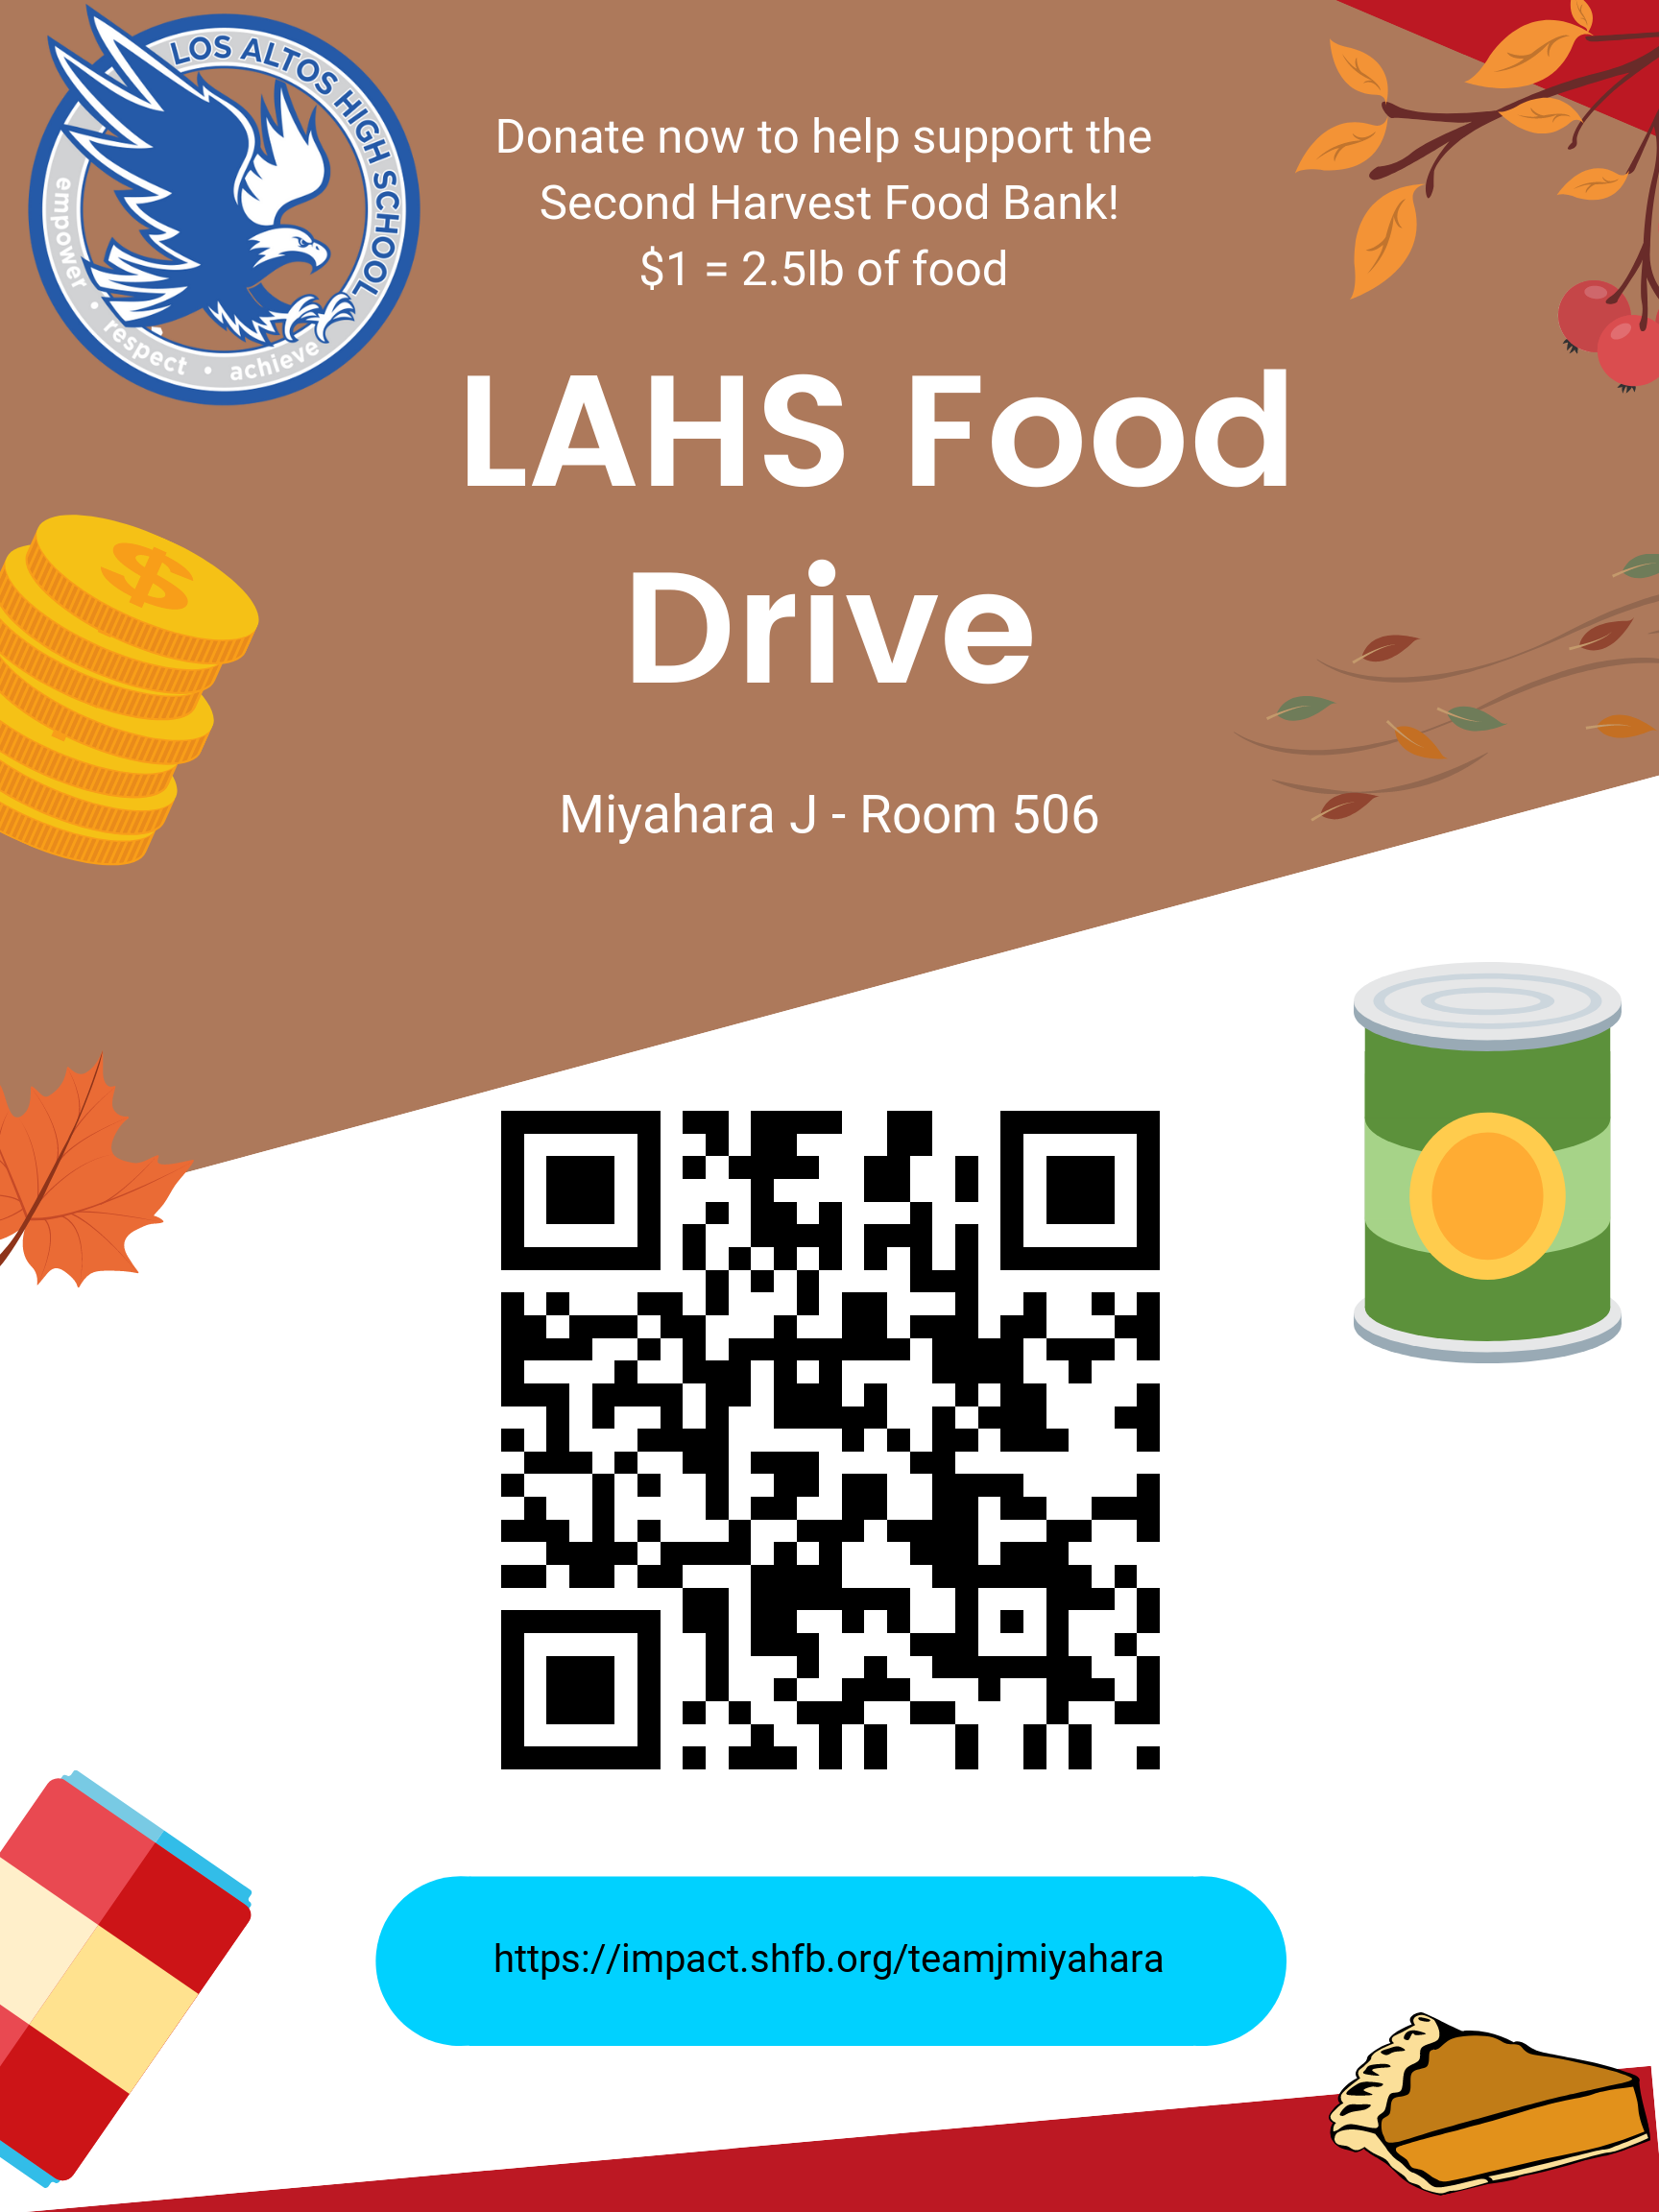 LOS ALTOS HIGH SCHOOL
empower • respect • achieve
Donate now to help support the
Second Harvest Food Bank!
$1 = 2.5lb of food
LAHS Food
Drive
$
Miyahara J - Room 506
https://impact.shfb.org/teamjmiyahara